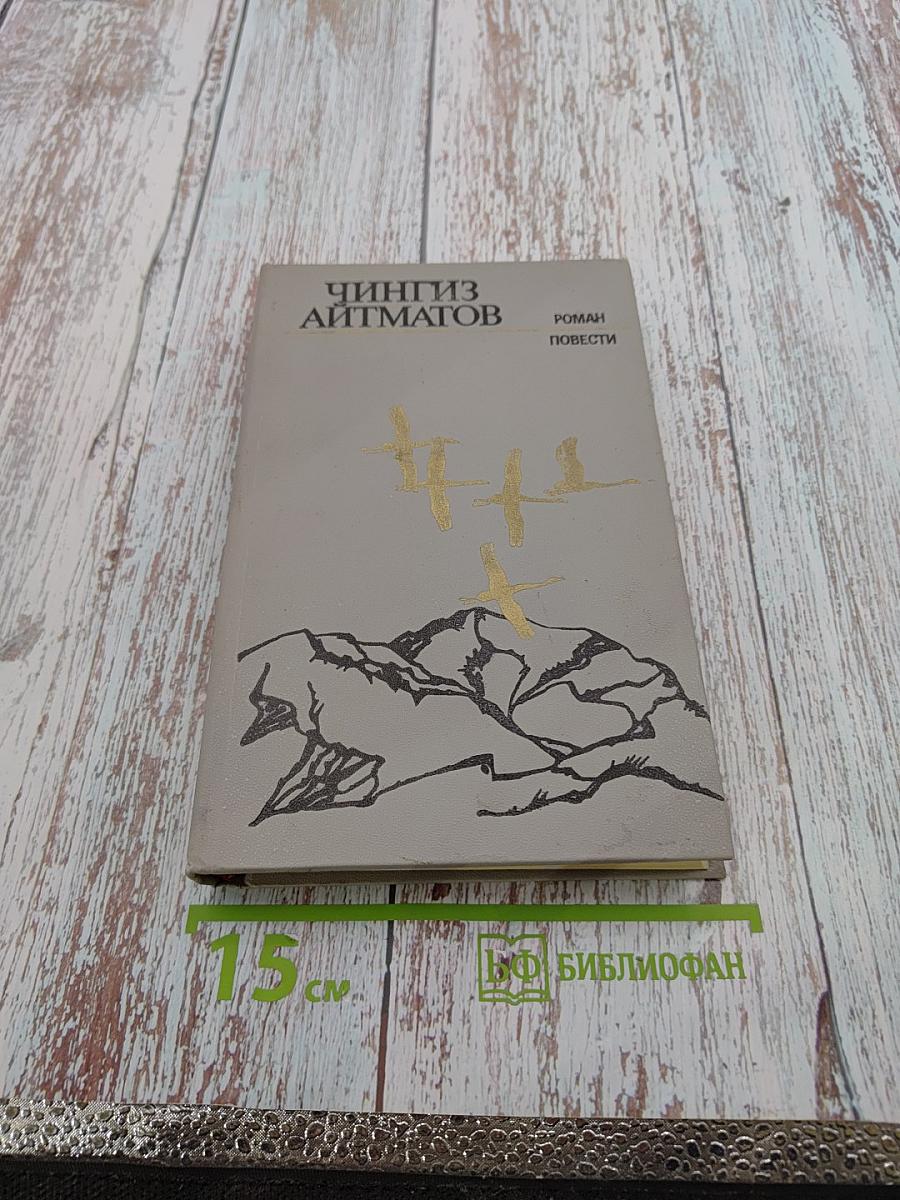 ЧИНГИЗ
АЙТМАТОВ
РОМАН
ПОВЕСТИ
15 см
БФ БИБЛИОФАН